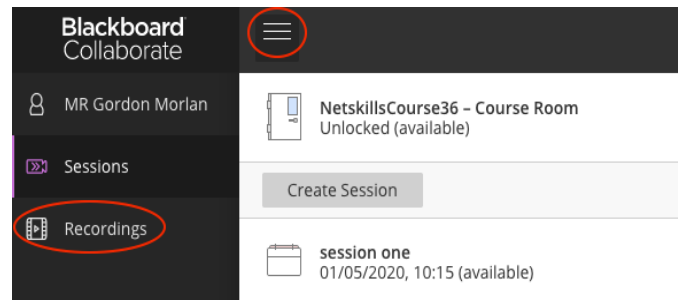 Blackboard
Collaborate
MR Gordon Morlan
Sessions
Recordings
NetskillsCourse36 – Course Room
Unlocked (available)
Create Session
session one
01/05/2020, 10:15 (available)